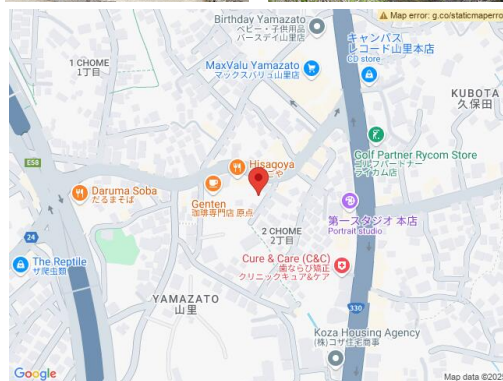 Map error: g.co/staticmaperro
Birthday Yamazato
ベビー・子供用品
バースデイ山里店
キャンパス
レコード山里本店
CD store
1 CHOME
1丁目
MaxValu Yamazato
マックスバリュ山里店
KUBOTA
久保田
E58
Golf Partner Rycom Store
ゴルフパートナー
ライカム店
Hisagoya
Daruma Soba
だるまそば
Genten
珈琲専門店 原点
第一スタジオ 本店
Portrait studio
2 CHOME
2丁目
24
The Reptile
ザ爬虫類
Cure & Care (C&C)
歯ならび矯正
クリニックキュア&ケア
YAMAZATO
山里
330
Koza Housing Agency
(株)コザ住宅商事
Google
Map data ©202